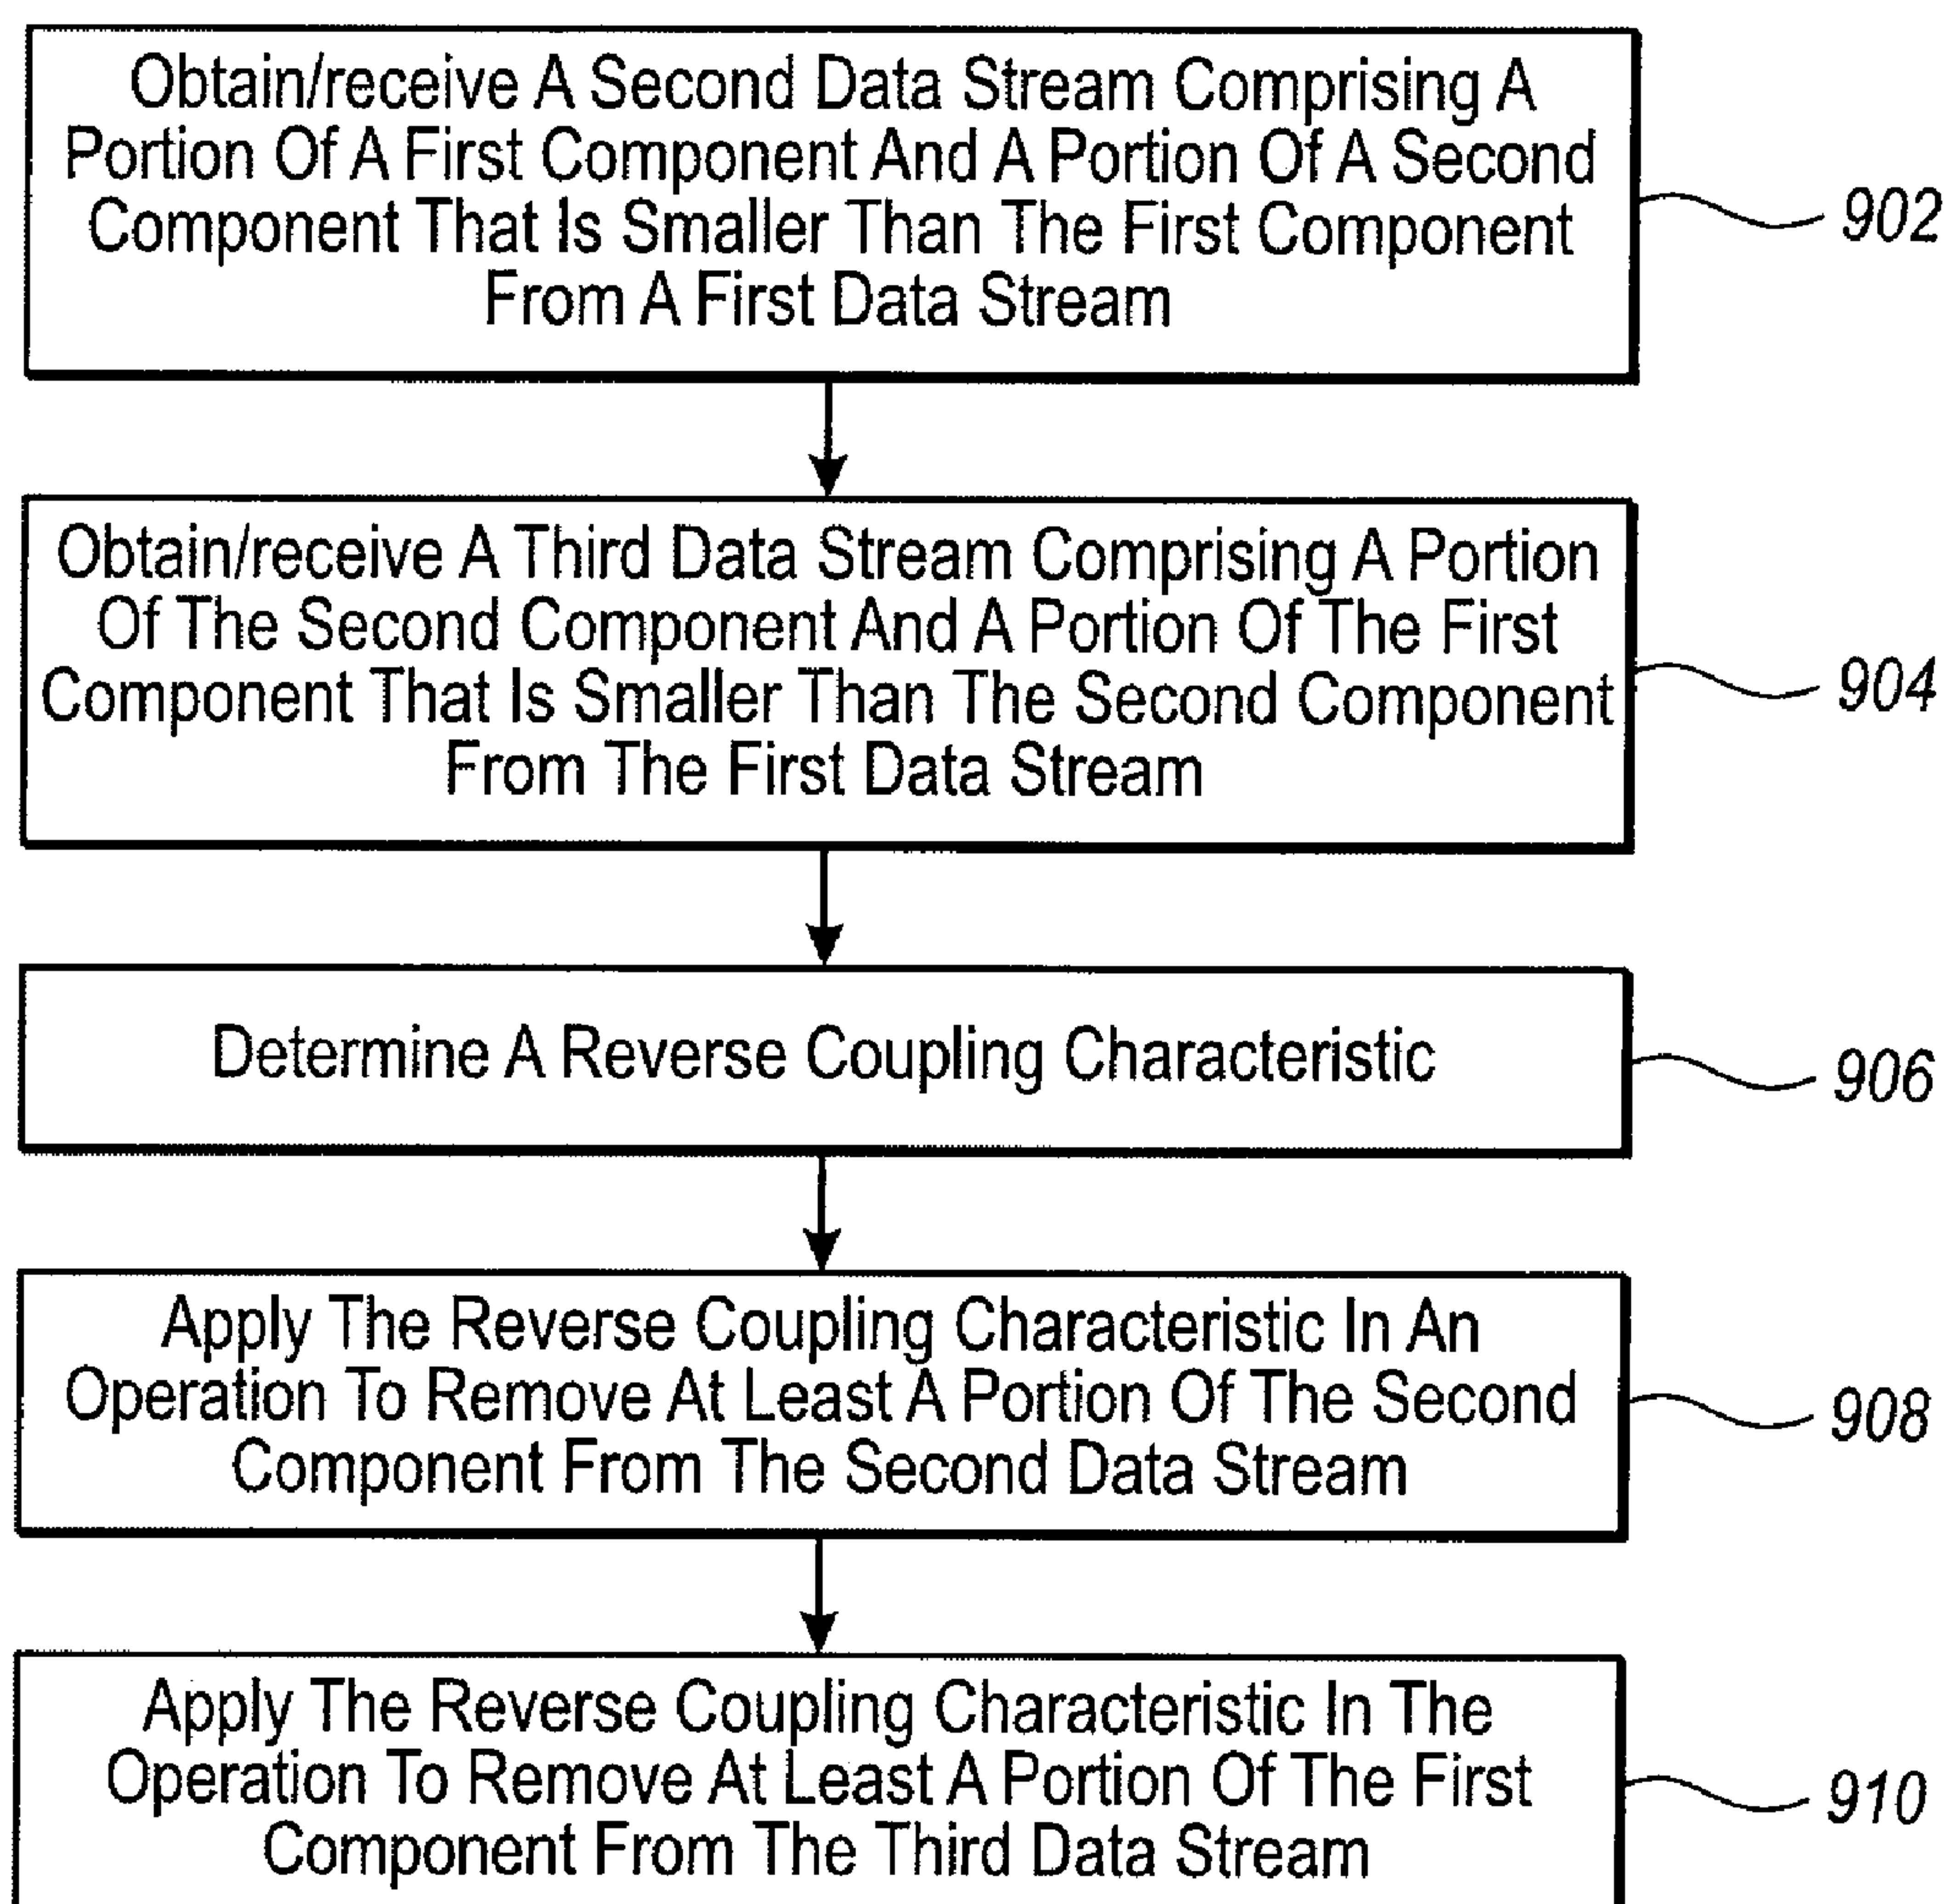 Obtain/receive A Second Data Stream Comprising A
Portion Of A First Component And A Portion Of A Second
Component That Is Smaller Than The First Component
From A First Data Stream
902
Obtain/receive A Third Data Stream Comprising A Portion
Of The Second Component And A Portion Of The First
Component That Is Smaller Than The Second Component
From The First Data Stream
904
Determine A Reverse Coupling Characteristic
906
Apply The Reverse Coupling Characteristic In An
Operation To Remove At Least A Portion Of The Second
Component From The Second Data Stream
908
Apply The Reverse Coupling Characteristic In The
Operation To Remove At Least A Portion Of The First
Component From The Third Data Stream
910